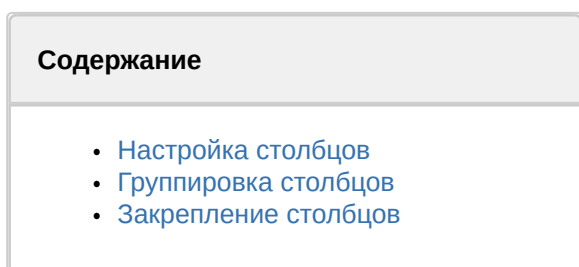 Содержание
• Настройка столбцов
• Группировка столбцов
• Закрепление столбцов